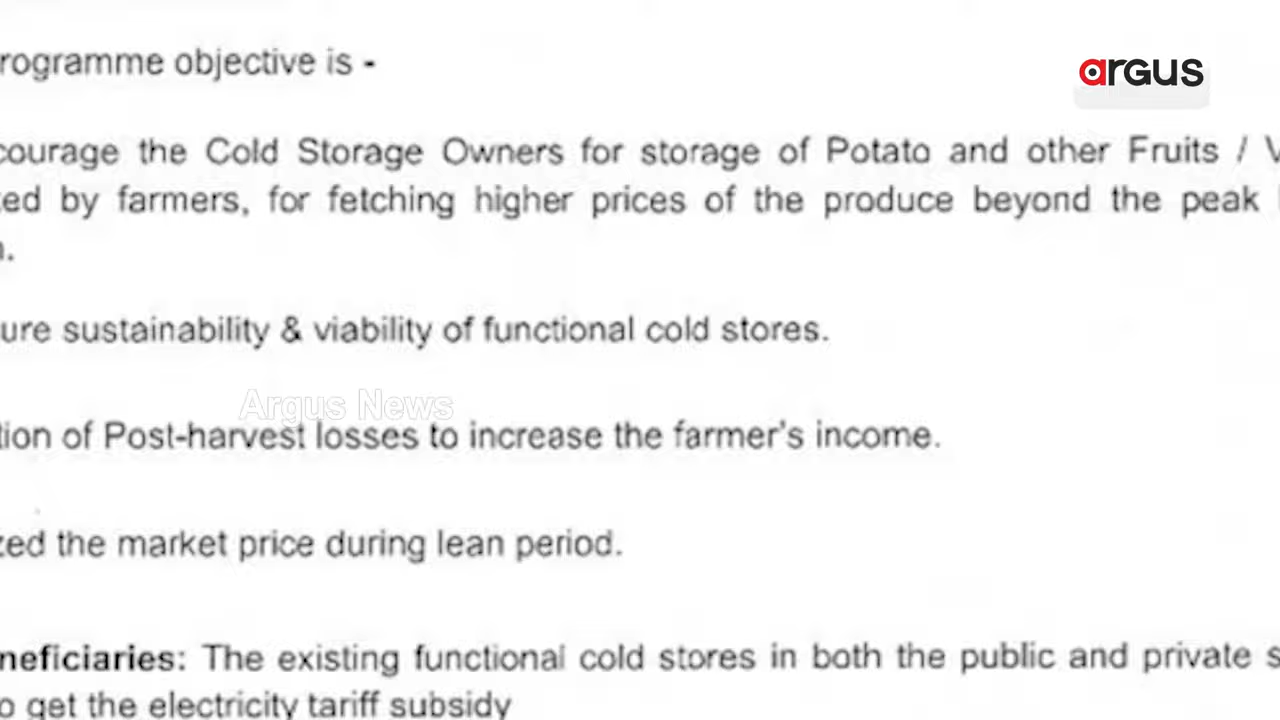 argus
rogramme objective is -
courage the Cold Storage Owners for storage of Potato and other Fruits / V
ted by farmers, for fetching higher prices of the produce beyond the peak
n.
ure sustainability & viability of functional cold stores.
Argus News
tion of Post-harvest losses to increase the farmer's income.
zed the market price during lean period.
neficiaries: The existing functional cold stores in both the public and private s
o get the electricity tariff subsidy